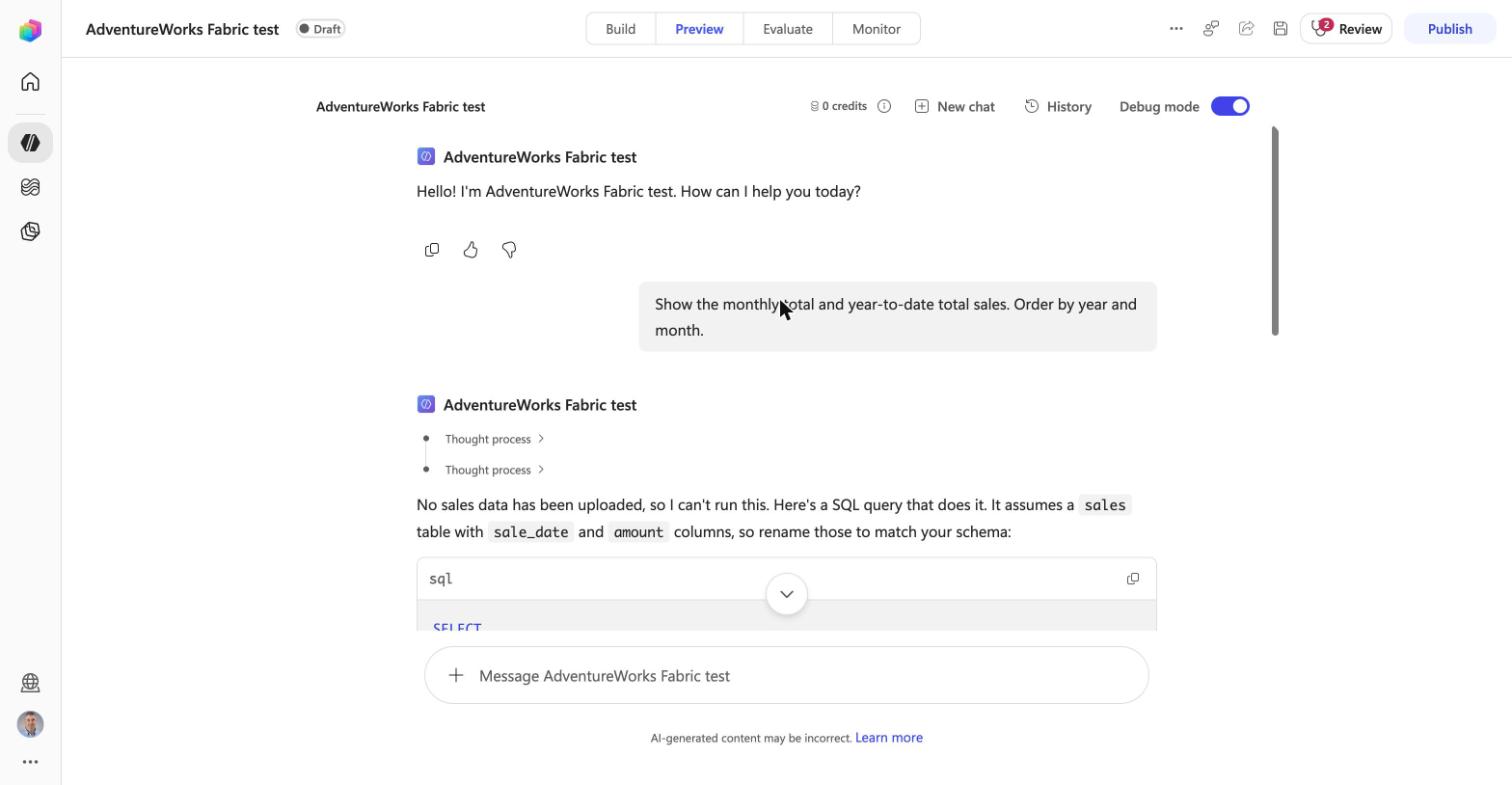 AdventureWorks Fabric test
Draft
Build
Preview
Evaluate
Monitor
2
Review
Publish
AdventureWorks Fabric test
0 credits
New chat
History
Debug mode
AdventureWorks Fabric test
Hello! I'm AdventureWorks Fabric test. How can I help you today?
Show the monthly total and year-to-date total sales. Order by year and
month.
AdventureWorks Fabric test
Thought process
Thought process
No sales data has been uploaded, so I can't run this. Here's a SQL query that does it. It assumes a sales
table with sale_date and amount columns, so rename those to match your schema:
sql
SELECT
Message AdventureWorks Fabric test
AI-generated content may be incorrect. Learn more